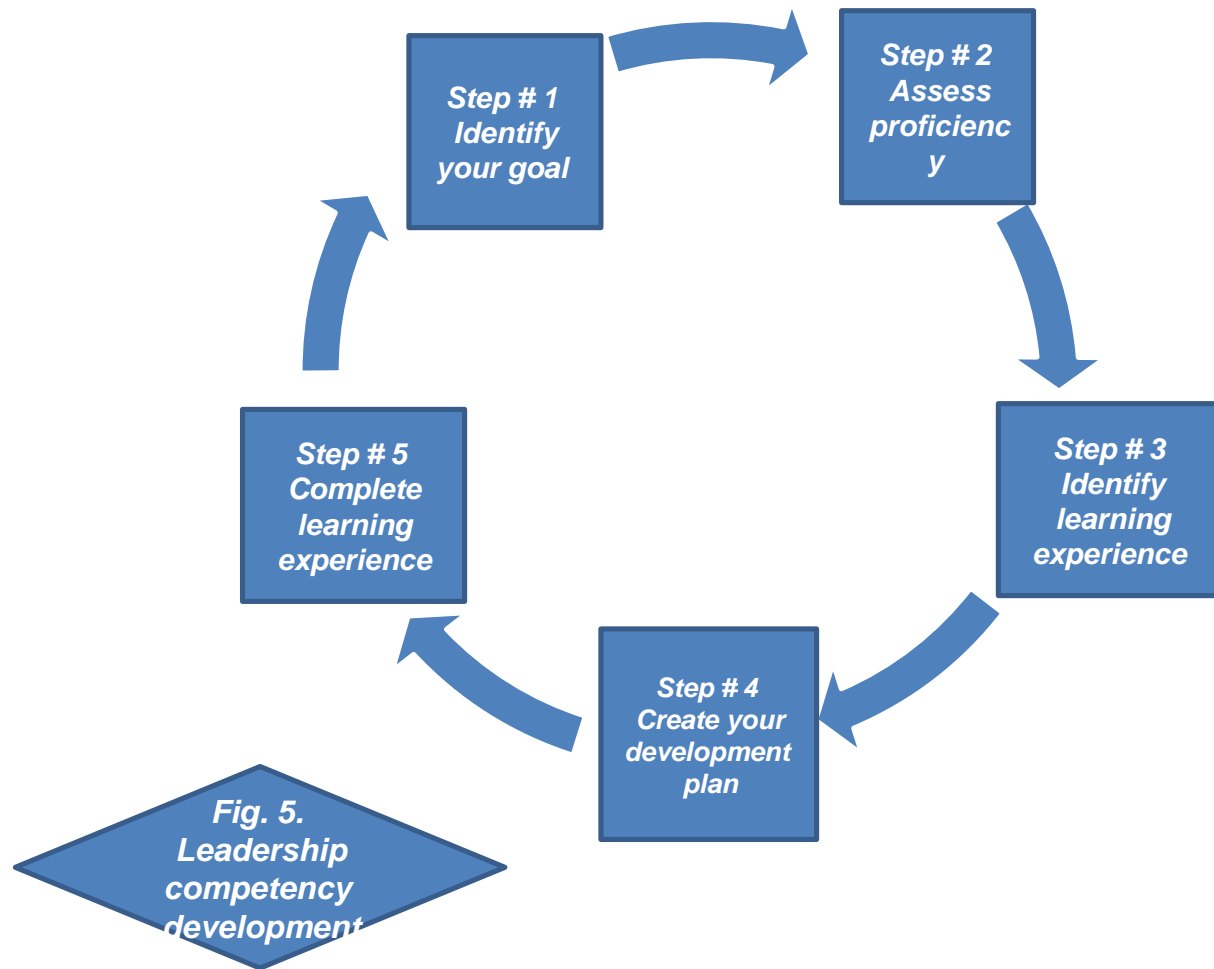 Step # 1
Identify
your goal
Step # 2
Assess
proficienc
y
Step # 3
Identify
learning
experience
Step # 4
Create your
development
plan
Step # 5
Complete
learning
experience
Fig. 5.
Leadership
competency
development